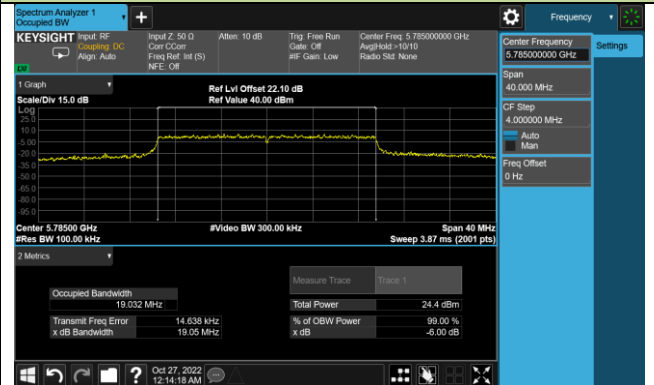 Spectrum Analyzer 1
Occupied BW
Frequency
KEYSIGHT
Input: RF
Coupling: DC
Align: Auto
Input Z: 50 Ω
Corr CCorr
Freq Ref: Int (S)
NFE: Off
Atten: 10 dB
Trig: Free Run
Gate: Off
#IF Gain: Low
Center Freq: 5.785000000 GHz
Avg|Hold:>10/10
Radio Std: None
Center Frequency
5.785000000 GHz
Settings
Span
40.000 MHz
CF Step
4.000000 MHz
Auto
Man
Freq Offset
0 Hz
1 Graph
Scale/Div 15.0 dB
Ref Lvl Offset 22.10 dB
Ref Value 40.00 dBm
Log
25.0
10.0
-5.00
-20.0
-35.0
-50.0
-65.0
-80.0
-95.0
Center 5.78500 GHz
#Res BW 100.00 kHz
#Video BW 300.00 kHz
Span 40 MHz
Sweep 3.87 ms (2001 pts)
2 Metrics
Measure Trace
Trace 1
Occupied Bandwidth
19.032 MHz
Total Power
24.4 dBm
Transmit Freq Error
14.638 kHz
% of OBW Power
99.00 %
x dB Bandwidth
19.05 MHz
x dB
-6.00 dB
Oct 27, 2022
12:14:18 AM